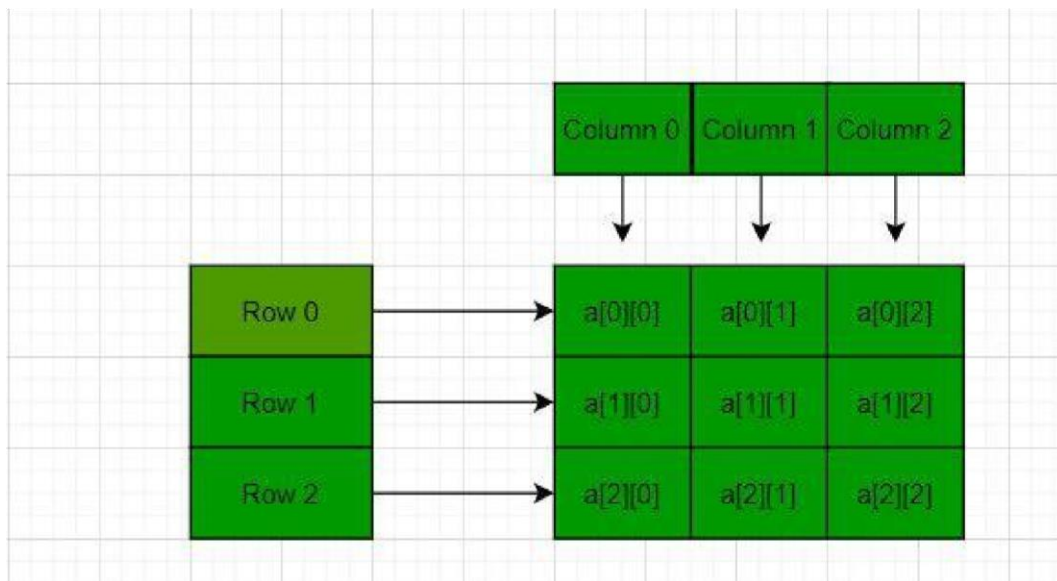 Column 0 Column 1 Column 2
Row 0 a[0][0] a[0][1] a[0][2]
Row 1 a[1][0] a[1][1] a[1][2]
Row 2 a[2][0] a[2][1] a[2][2]